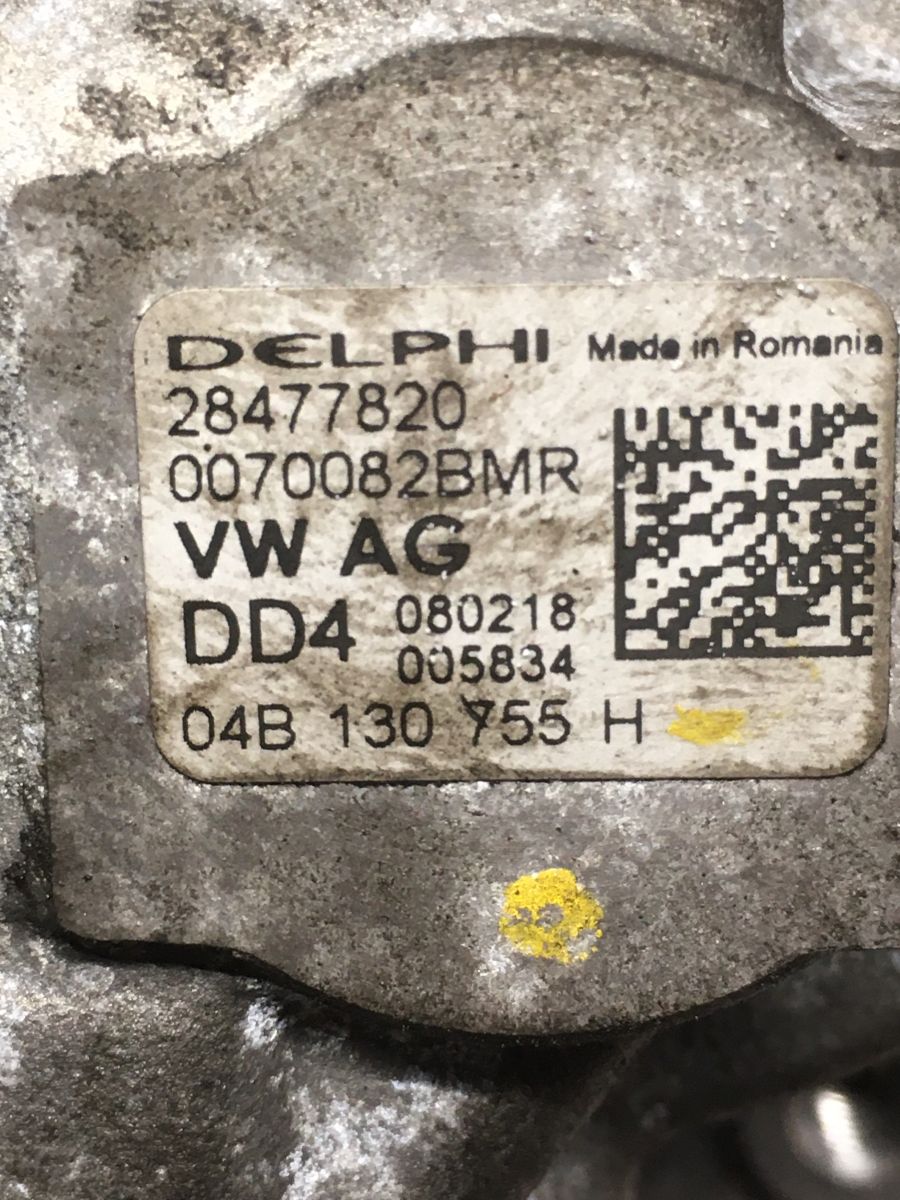 DELPHI Made in Romania
28477820
0070082BMR
VW AG
DD4 080218
005834
04B 130 755 H